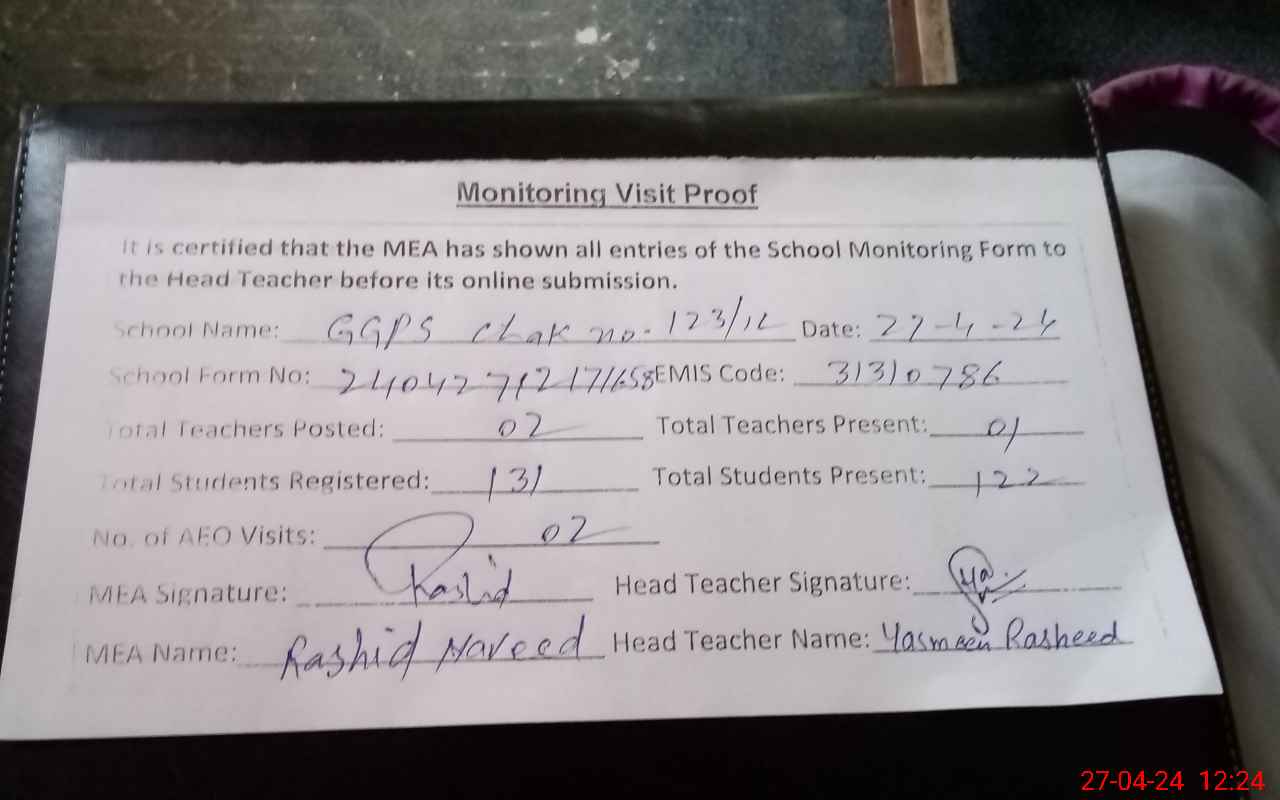 Monitoring Visit Proof
It is certified that the MEA has shown all entries of the School Monitoring Form to
the Head Teacher before its online submission.
School Name: GGPS Chak no. 123/1L Date: 27-4-24
School Form No: 240427121711658 EMIS Code: 31310786
Total Teachers Posted: 02 Total Teachers Present: 01
Total Students Registered: 131 Total Students Present: 122
No. of AEO Visits: 02
MEA Signature: Rashid Head Teacher Signature:
MEA Name: Rashid Naveed Head Teacher Name: Yasmeen Rasheed
27-04-24 12:24